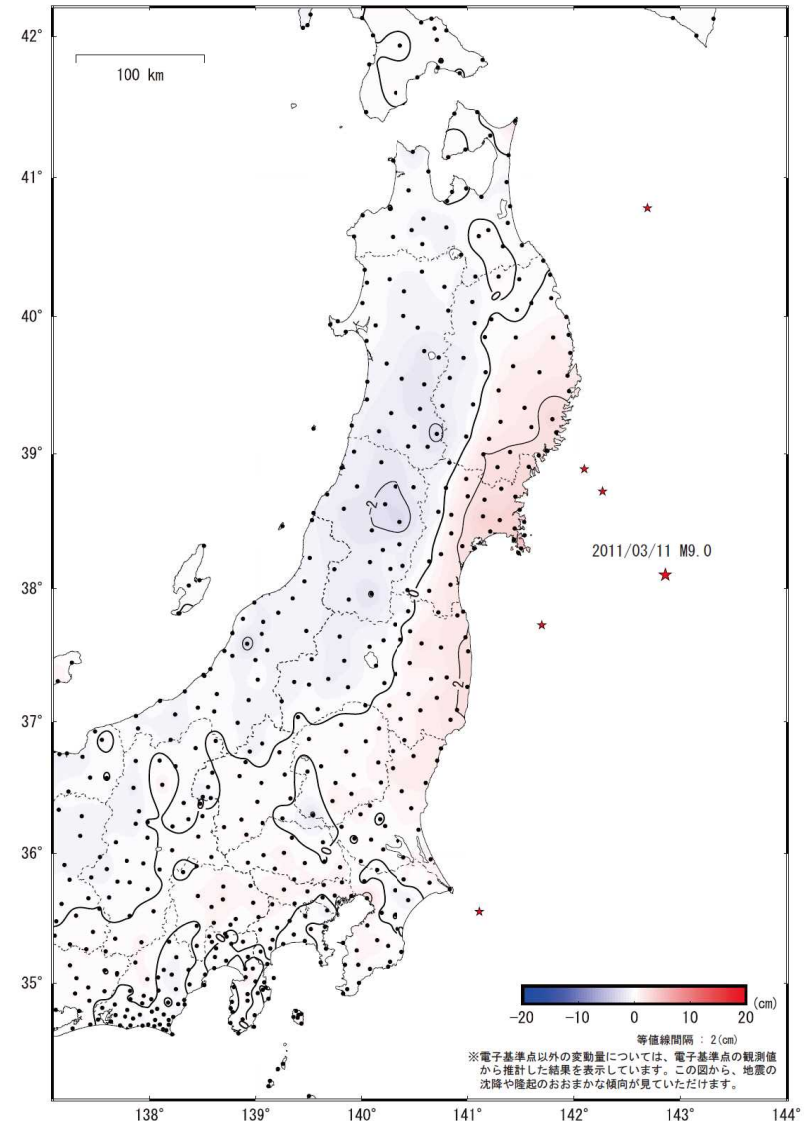 42°
100 km
41°
40°
0
39°
2
2011/03/11 M9.0
38°
0
2
37°
0
36°
0
35°
-20 -10 0 10 20 (cm)
等値線間隔 : 2(cm)
※電子基準点以外の変動量については、電子基準点の観測値
から推計した結果を表示しています。この図から、地震の
沈降や隆起のおおまかな傾向が見ていただけます。
138° 139° 140° 141° 142° 143° 144°